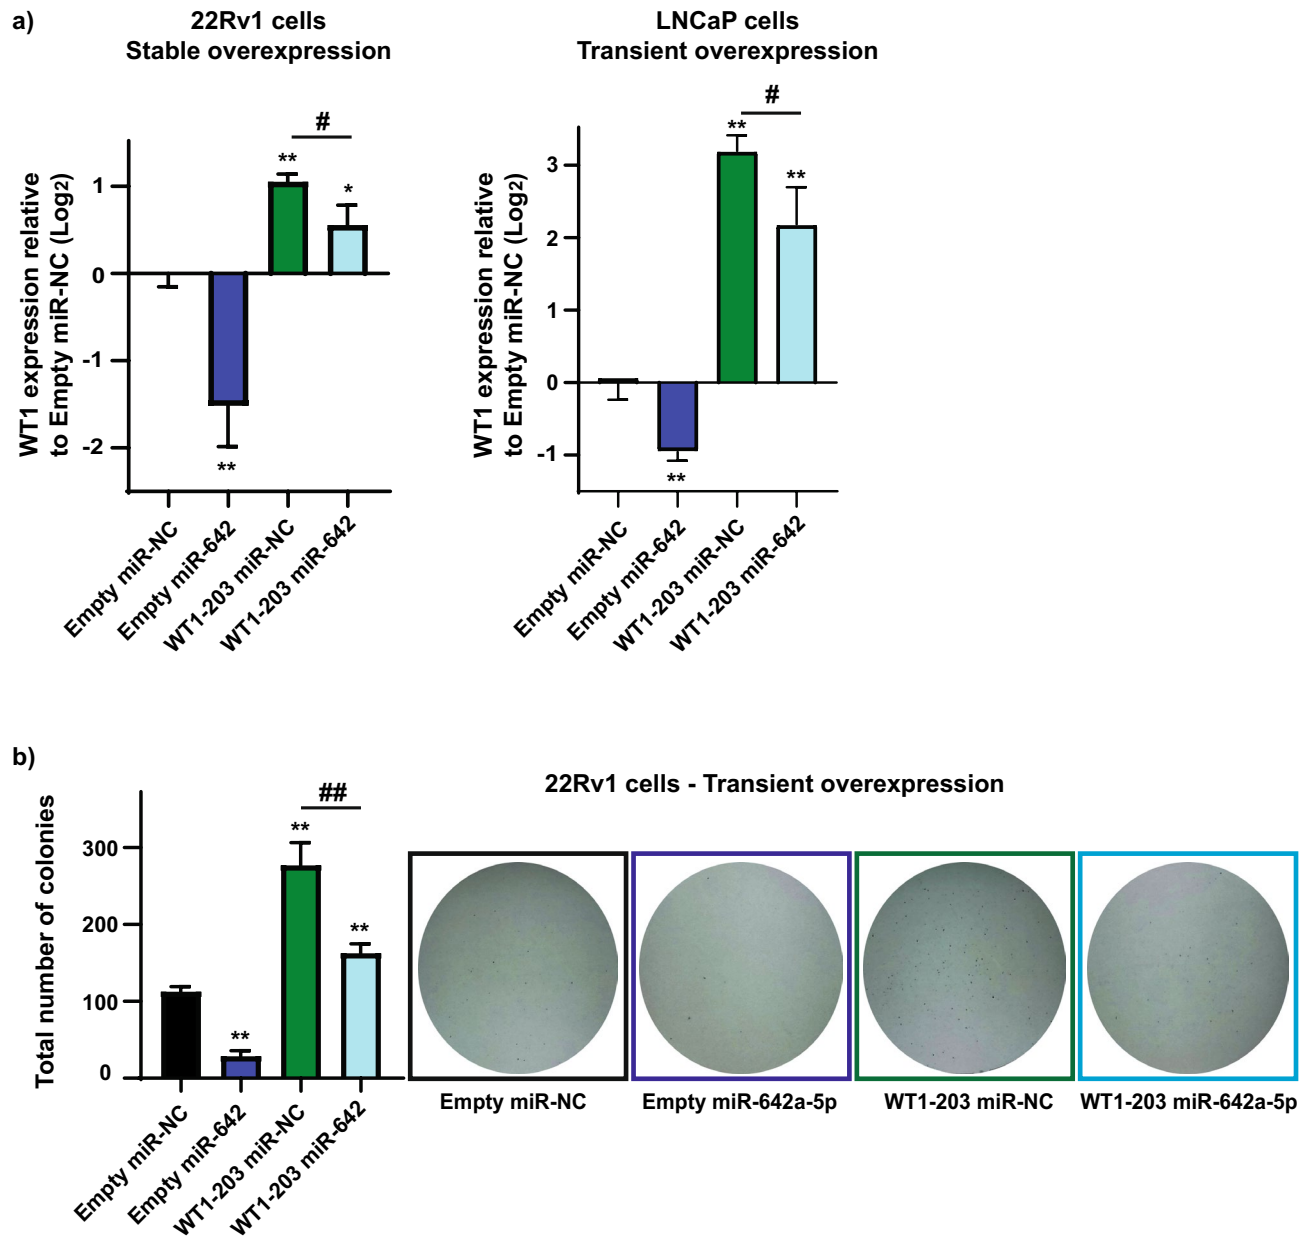 a)
22Rv1 cells
Stable overexpression
WT1 expression relative
to Empty miR-NC (Log2)
1
0
-1
-2
**
**
*
#
Empty miR-NC
Empty miR-642
WT1-203 miR-NC
WT1-203 miR-642
LNCaP cells
Transient overexpression
WT1 expression relative
to Empty miR-NC (Log2)
3
2
1
0
-1
**
**
**
#
Empty miR-NC
Empty miR-642
WT1-203 miR-NC
WT1-203 miR-642
b)
Total number of colonies
300
200
100
0
**
**
**
##
Empty miR-NC
Empty miR-642
WT1-203 miR-NC
WT1-203 miR-642
22Rv1 cells - Transient overexpression
Empty miR-NC
Empty miR-642a-5p
WT1-203 miR-NC
WT1-203 miR-642a-5p